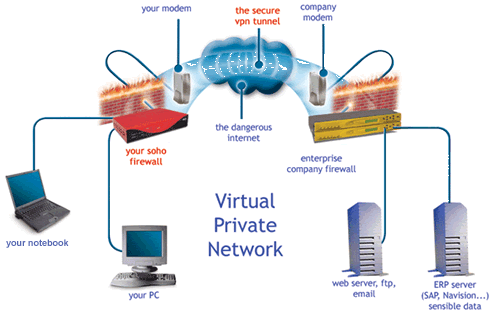 your modem
the secure
vpn tunnel
company
modem
the dangerous
internet
your soho
firewall
enterprise
company firewall
Virtual
Private
Network
your notebook
your PC
web server, ftp,
email
ERP server
(SAP, Navision...)
sensible data